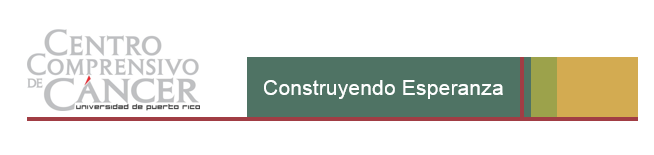 CENTRO
COMPRENSIVO
DE CÁNCER
universidad de puerto rico
Construyendo Esperanza